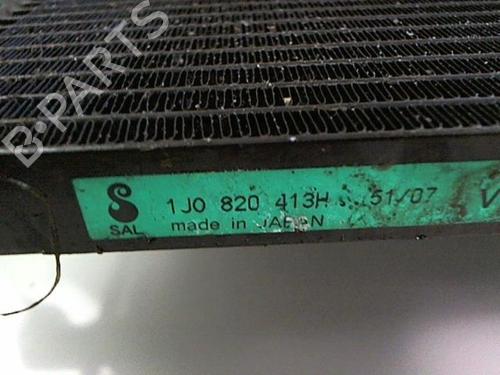 B-PARTS
1J0 820 413H 51/07 V
SAL made in JAPAN